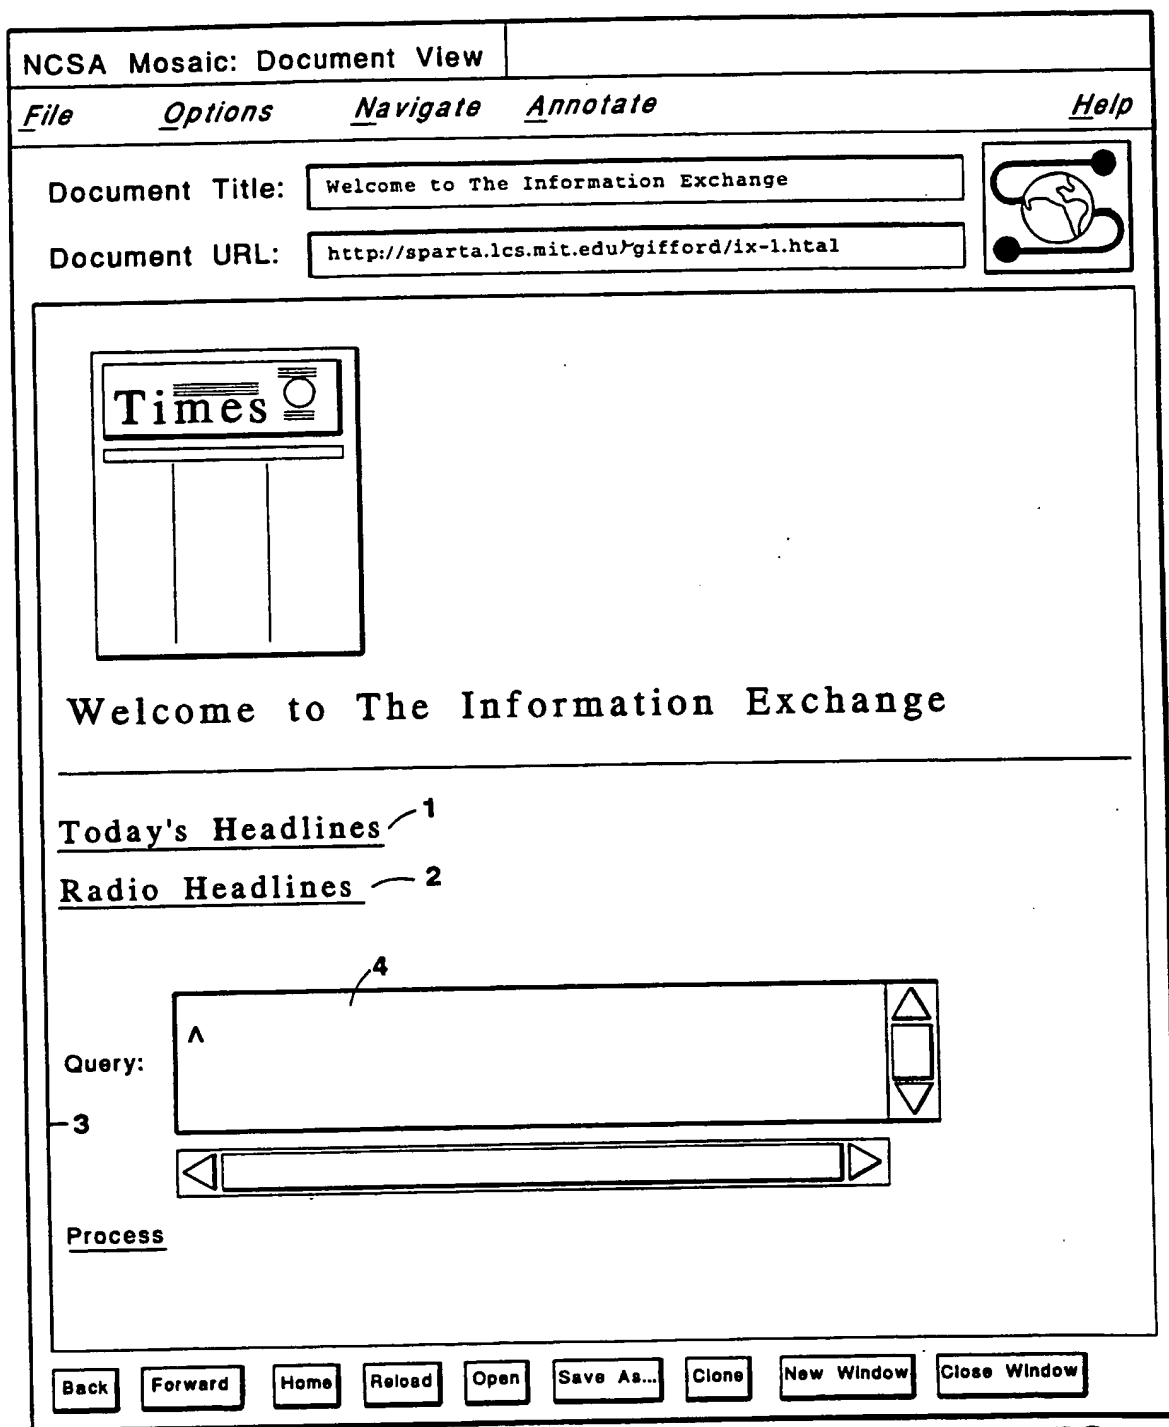 NCSA Mosaic: Document View
File Options Navigate Annotate Help
Document Title: Welcome to The Information Exchange
Document URL: http://sparta.lcs.mit.edu/~gifford/ix-1.htal
Times
Welcome to The Information Exchange
Today's Headlines 1
Radio Headlines 2
4
^
Query:
3
Process
Back Forward Home Reload Open Save As... Clone New Window Close Window